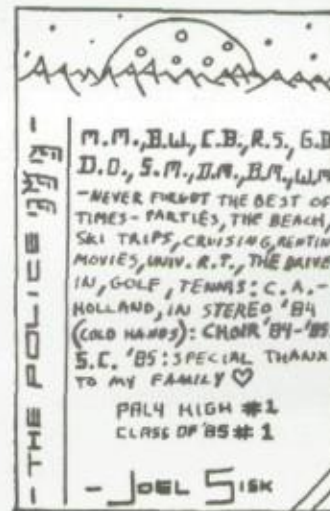 M.M., B.W., C.B., R.S., G.B
D.O., S.M., D.M., B.M., W.M
-NEVER FORGET THE BEST OF
TIMES- PARTIES, THE BEACH,
SKI TRIPS, CRUISING, RENTIN
MOVIES, UNIV. R.T., THE DRIVE
IN, GOLF, TENNIS: C.A.-
HOLLAND, IN STEREO '84
(COLD HANDS): CHOIR '84-'85
S.C. '85: SPECIAL THANX
TO MY FAMILY ♡
PALY HIGH #1
CLASS OF '85 #1
- JOEL SISK
- THE POLICE